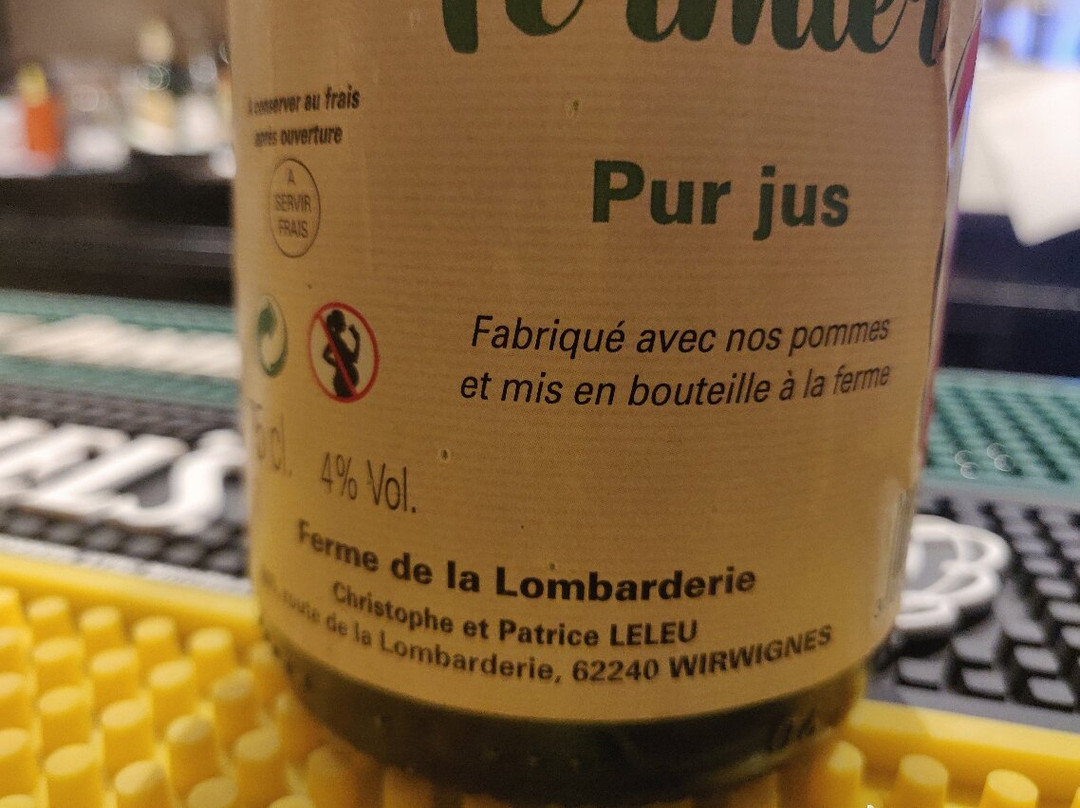 À conserver au frais
après ouverture
A
SERVIR
FRAIS
Pur jus
Fabriqué avec nos pommes
et mis en bouteille à la ferme
75 cl.
4% Vol.
Ferme de la Lombarderie
Christophe et Patrice LELEU
route de la Lombarderie, 62240 WIRWIGNES